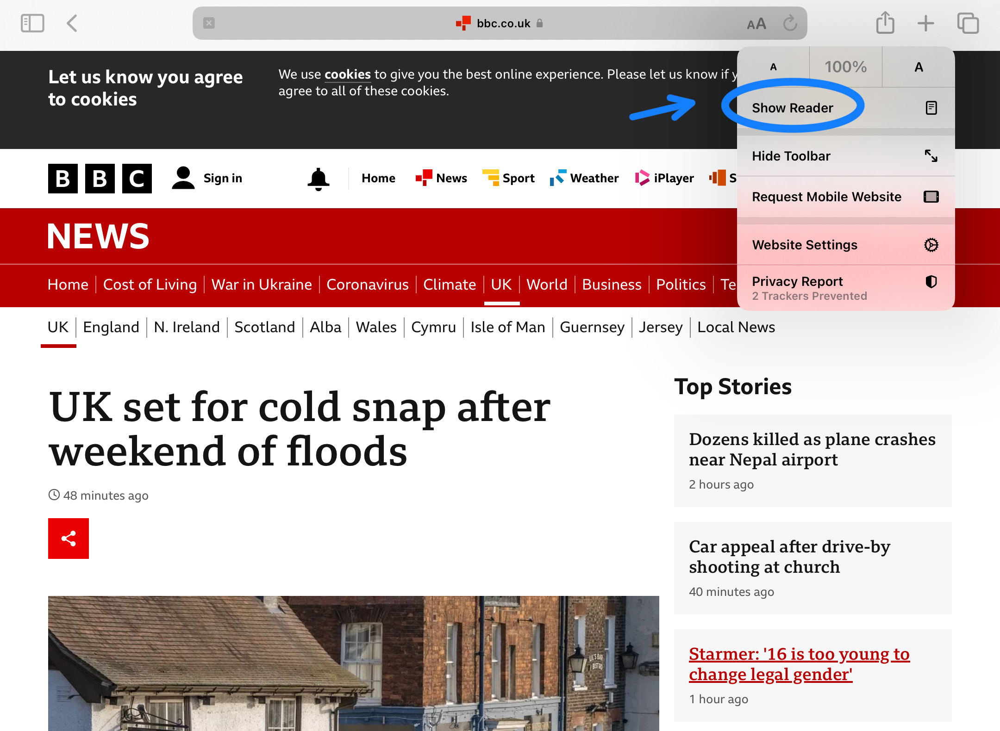 bbc.co.uk
AA
Let us know you agree
to cookies
We use cookies to give you the best online experience. Please let us know if y
agree to all of these cookies.
A 100% A
Show Reader
Hide Toolbar
Request Mobile Website
Website Settings
Privacy Report
2 Trackers Prevented
BBC
Sign in
Home
News
Sport
Weather
iPlayer
S
NEWS
Home
Cost of Living
War in Ukraine
Coronavirus
Climate
UK
World
Business
Politics
Te
UK
England
N. Ireland
Scotland
Alba
Wales
Cymru
Isle of Man
Guernsey
Jersey
Local News
UK set for cold snap after
weekend of floods
48 minutes ago
LIL'S BAR
BISTRO
Top Stories
Dozens killed as plane crashes
near Nepal airport
2 hours ago
Car appeal after drive-by
shooting at church
40 minutes ago
Starmer: '16 is too young to
change legal gender'
1 hour ago